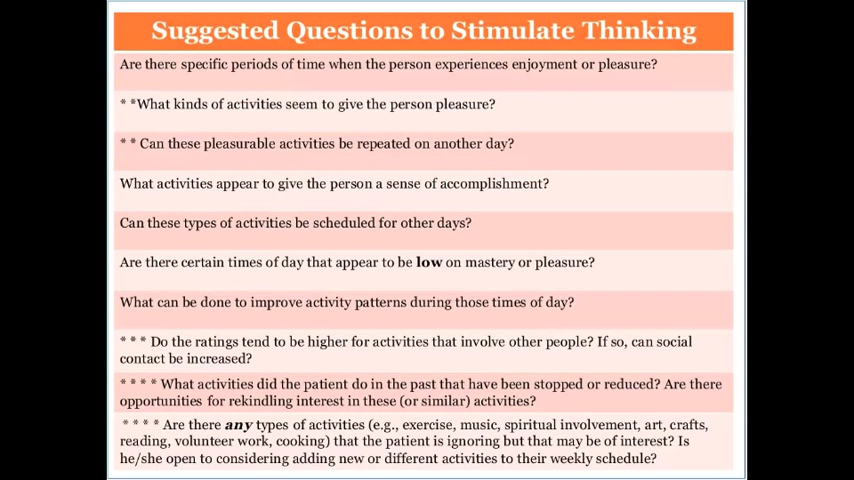 Suggested Questions to Stimulate Thinking
Are there specific periods of time when the person experiences enjoyment or pleasure?
* *What kinds of activities seem to give the person pleasure?
* * Can these pleasurable activities be repeated on another day?
What activities appear to give the person a sense of accomplishment?
Can these types of activities be scheduled for other days?
Are there certain times of day that appear to be low on mastery or pleasure?
What can be done to improve activity patterns during those times of day?
* * * Do the ratings tend to be higher for activities that involve other people? If so, can social
contact be increased?
* * * * What activities did the patient do in the past that have been stopped or reduced? Are there
opportunities for rekindling interest in these (or similar) activities?
* * * * Are there any types of activities (e.g., exercise, music, spiritual involvement, art, crafts,
reading, volunteer work, cooking) that the patient is ignoring but that may be of interest? Is
he/she open to considering adding new or different activities to their weekly schedule?